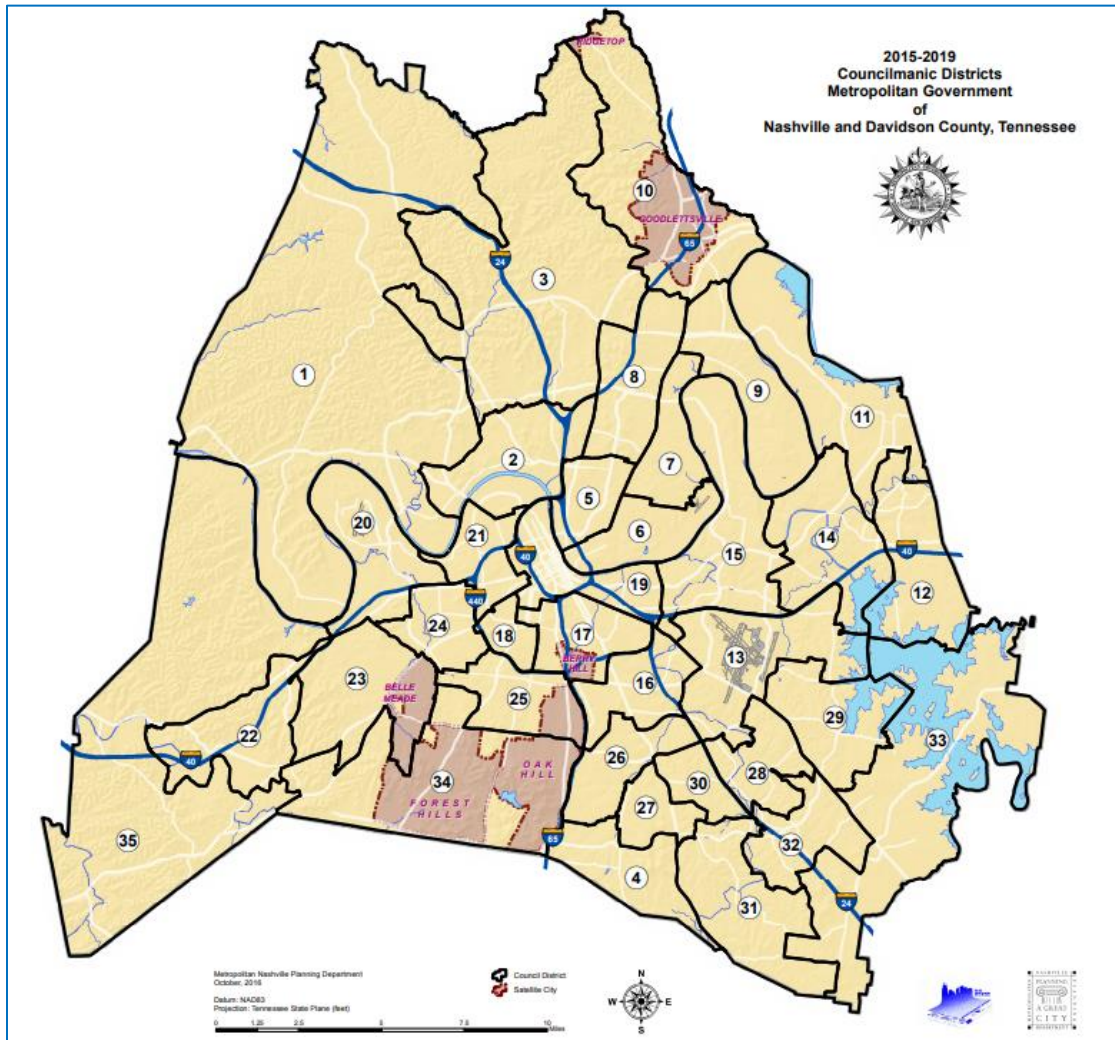 2015-2019
Councilmanic Districts
Metropolitan Government
of
Nashville and Davidson County, Tennessee
RIDGETOP
10
GOODLETTSVILLE
65
24
3
1
8
9
11
2
7
5
20
21
6
14
15
40
40
12
19
440
24
18
17
13
BERRY
HILL
16
23
BELLE
MEADE
25
29
22
33
26
28
40
34
OAK
HILL
30
FOREST
HILLS
27
35
65
32
4
24
31
Metropolitan Nashville Planning Department
October, 2016
Datum: NAD83
Projection: Tennessee State Plane (feet)
0 1.25 2.5 5 7.5 10
Miles
Council District
Satellite City
N
W E
S
NASHVILLE
PLANNING
A GREAT
CITY